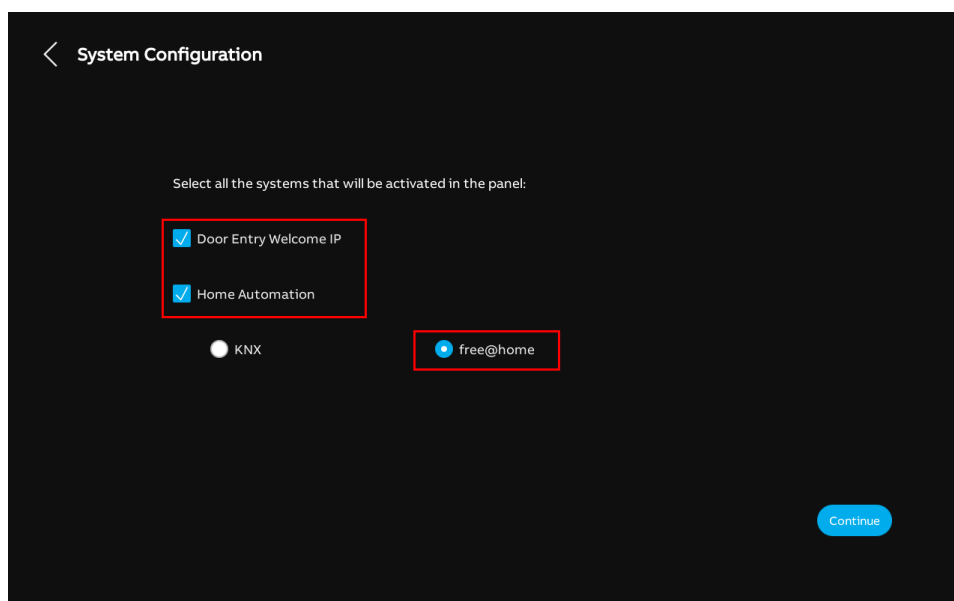 System Configuration
Select all the systems that will be activated in the panel:
Door Entry Welcome IP
Home Automation
KNX free@home
Continue